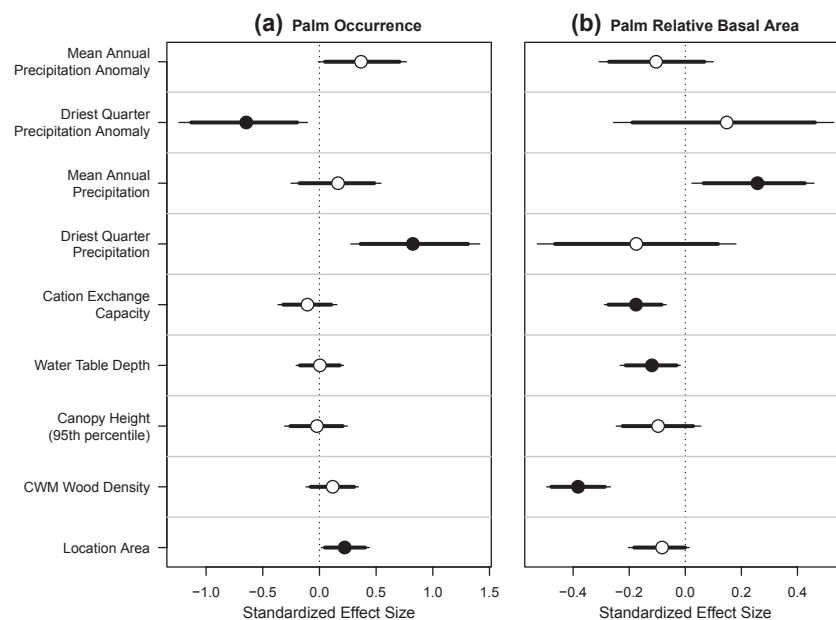 (a) Palm Occurrence
(b) Palm Relative Basal Area
Mean Annual
Precipitation Anomaly
Driest Quarter
Precipitation Anomaly
Mean Annual
Precipitation
Driest Quarter
Precipitation
Cation Exchange
Capacity
Water Table Depth
Canopy Height
(95th percentile)
CWM Wood Density
Location Area
−1.0 −0.5 0.0 0.5 1.0 1.5
Standardized Effect Size
−0.4 −0.2 0.0 0.2 0.4
Standardized Effect Size